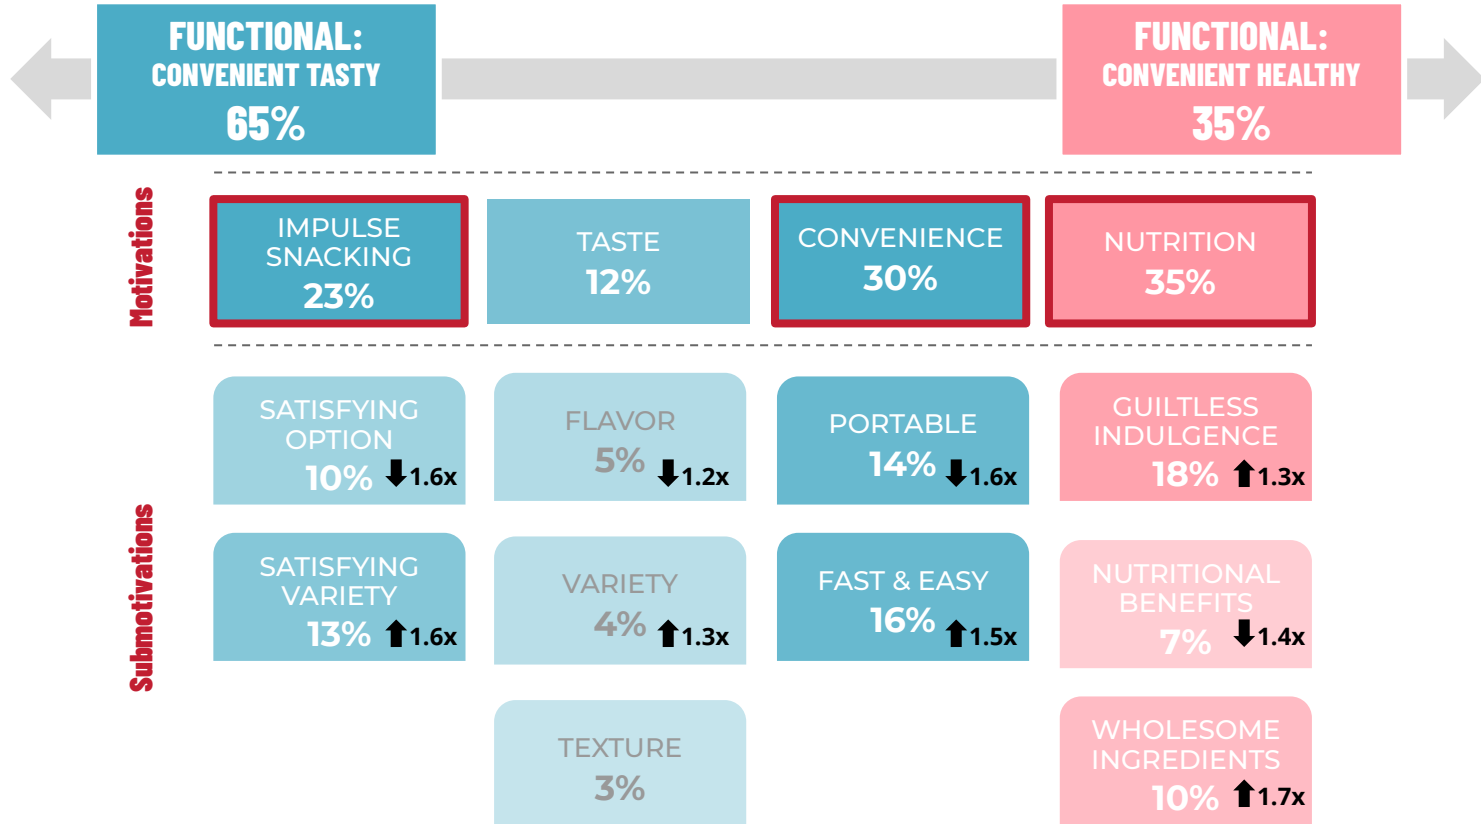 FUNCTIONAL:
CONVENIENT TASTY
65%
FUNCTIONAL:
CONVENIENT HEALTHY
35%
Motivations
IMPULSE
SNACKING
23%
TASTE
12%
CONVENIENCE
30%
NUTRITION
35%
Submotivations
SATISFYING
OPTION
10% 1.6x
FLAVOR
5% 1.2x
PORTABLE
14% 1.6x
GUILTLESS
INDULGENCE
18% 1.3x
SATISFYING
VARIETY
13% 1.6x
VARIETY
4% 1.3x
FAST & EASY
16% 1.5x
NUTRITIONAL
BENEFITS
7% 1.4x
TEXTURE
3%
WHOLESOME
INGREDIENTS
10% 1.7x